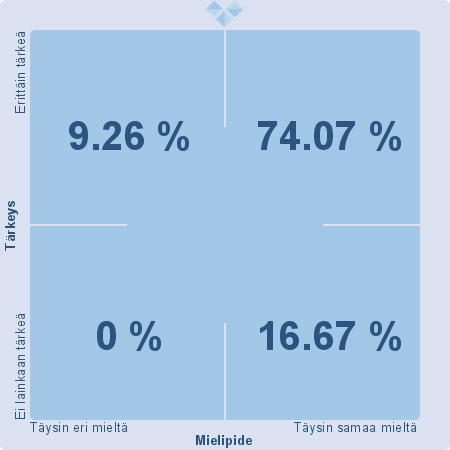 Erittäin tärkeä
9.26 %
74.07 %
Tärkeys
Ei lainkaan tärkeä
0 %
16.67 %
Täysin eri mieltä
Täysin samaa mieltä
Mielipide